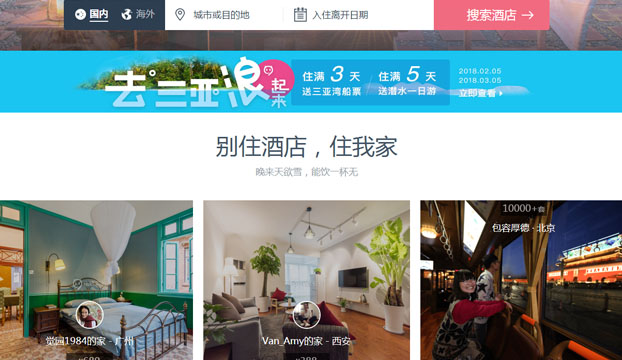 国内 海外 城市或目的地 入住离开日期 搜索酒店
去三亚浪起来
住满 3 天 住满 5 天 2018.02.05
送三亚湾船票 送潜水一日游 2018.03.05
立即查看
别住酒店，住我家
晚来天欲雪，能饮一杯无
10000+套
包容厚德 - 北京
觉园1984的家 - 广州 Van_Amy的家 - 西安